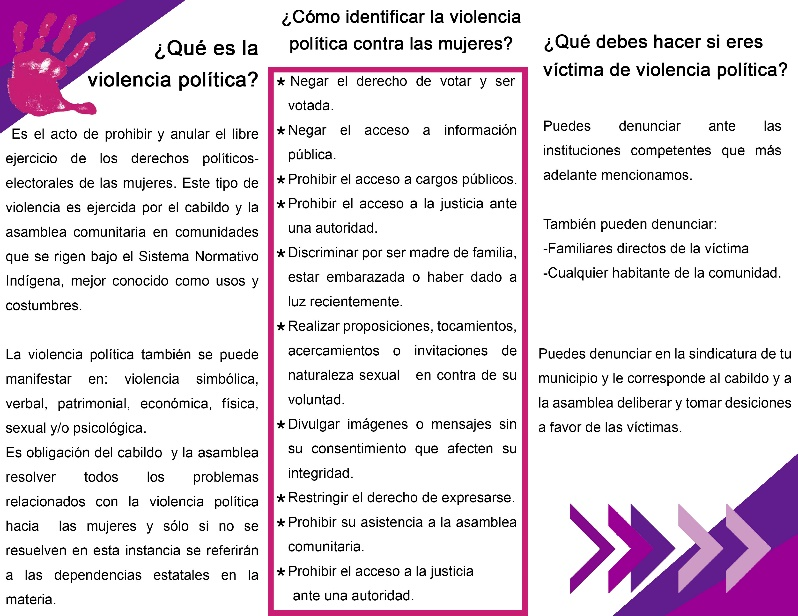 ¿Qué es la
violencia política?
Es el acto de prohibir y anular el libre
ejercicio de los derechos políticos-
electorales de las mujeres. Este tipo de
violencia es ejercida por el cabildo y la
asamblea comunitaria en comunidades
que se rigen bajo el Sistema Normativo
Indígena, mejor conocido como usos y
costumbres.
La violencia política también se puede
manifestar en: violencia simbólica,
verbal, patrimonial, económica, física,
sexual y/o psicológica.
Es obligación del cabildo y la asamblea
resolver todos los problemas
relacionados con la violencia política
hacia las mujeres y sólo si no se
resuelven en esta instancia se referirán
a las dependencias estatales en la
materia.
¿Cómo identificar la violencia
política contra las mujeres?
* Negar el derecho de votar y ser
votada.
* Negar el acceso a información
pública.
* Prohibir el acceso a cargos públicos.
* Prohibir el acceso a la justicia ante
una autoridad.
* Discriminar por ser madre de familia,
estar embarazada o haber dado a
luz recientemente.
* Realizar proposiciones, tocamientos,
acercamientos o invitaciones de
naturaleza sexual en contra de su
voluntad.
* Divulgar imágenes o mensajes sin
su consentimiento que afecten su
integridad.
* Restringir el derecho de expresarse.
* Prohibir su asistencia a la asamblea
comunitaria.
* Prohibir el acceso a la justicia
ante una autoridad.
¿Qué debes hacer si eres
víctima de violencia política?
Puedes denunciar ante las
instituciones competentes que más
adelante mencionamos.
También pueden denunciar:
-Familiares directos de la víctima
-Cualquier habitante de la comunidad.
Puedes denunciar en la sindicatura de tu
municipio y le corresponde al cabildo y a
la asamblea deliberar y tomar desiciones
a favor de las víctimas.